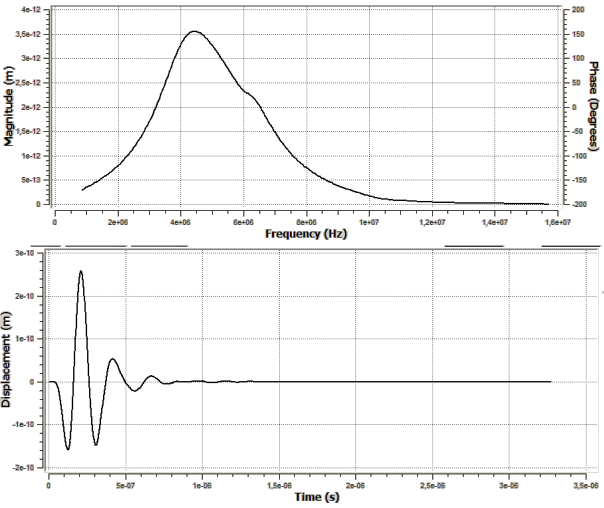 4e-12
3,5e-12
3e-12
2,5e-12
2e-12
1,5e-12
1e-12
5e-13
0
Magnitude (m)
200
150
100
50
0
-50
-100
-150
-200
Phase (Degrees)
0 2e+06 4e+06 6e+06 8e+06 1e+07 1,2e+07 1,4e+07 1,6e+07
Frequency (Hz)
3e-10
2e-10
1e-10
0
-1e-10
-2e-10
Displacement (m)
0 5e-07 1e-06 1,5e-06 2e-06 2,5e-06 3e-06 3,5e-06
Time (s)